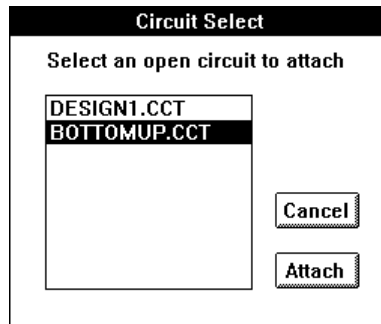 Circuit Select
Select an open circuit to attach
DESIGN1.CCT
BOTTOMUP.CCT
Cancel
Attach